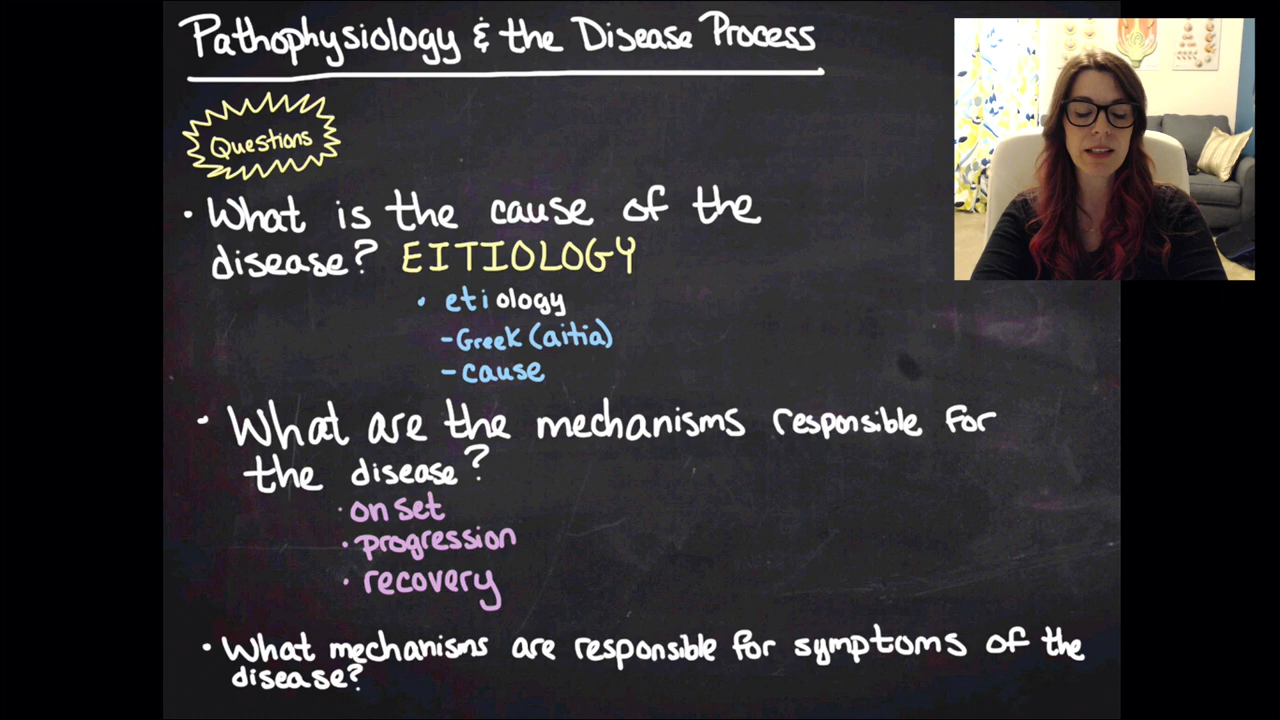 Pathophysiology & the Disease Process
Questions
• What is the cause of the
disease? EITIOLOGY
• etiology
- Greek (aitia)
- cause
• What are the mechanisms responsible for
the disease?
• onset
• progression
• recovery
• What mechanisms are responsible for symptoms of the
disease?